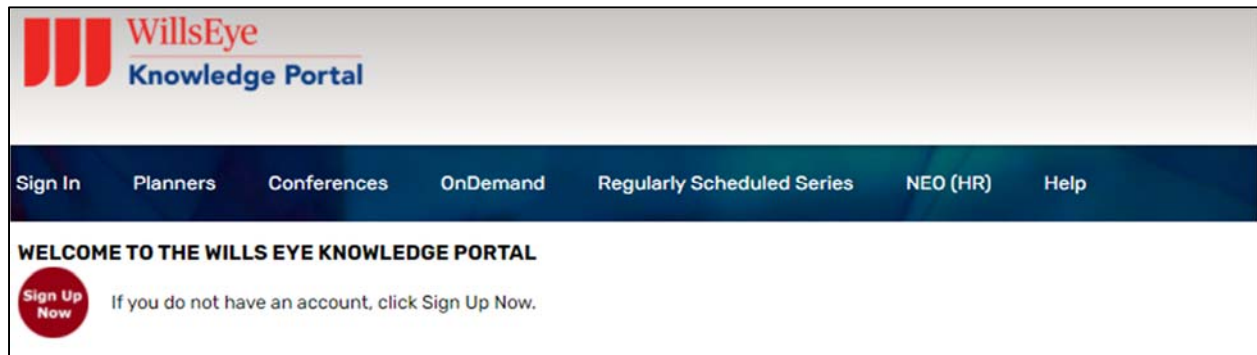 WillsEye
Knowledge Portal
Sign In Planners Conferences OnDemand Regularly Scheduled Series NEO (HR) Help
WELCOME TO THE WILLS EYE KNOWLEDGE PORTAL
Sign Up
Now
If you do not have an account, click Sign Up Now.